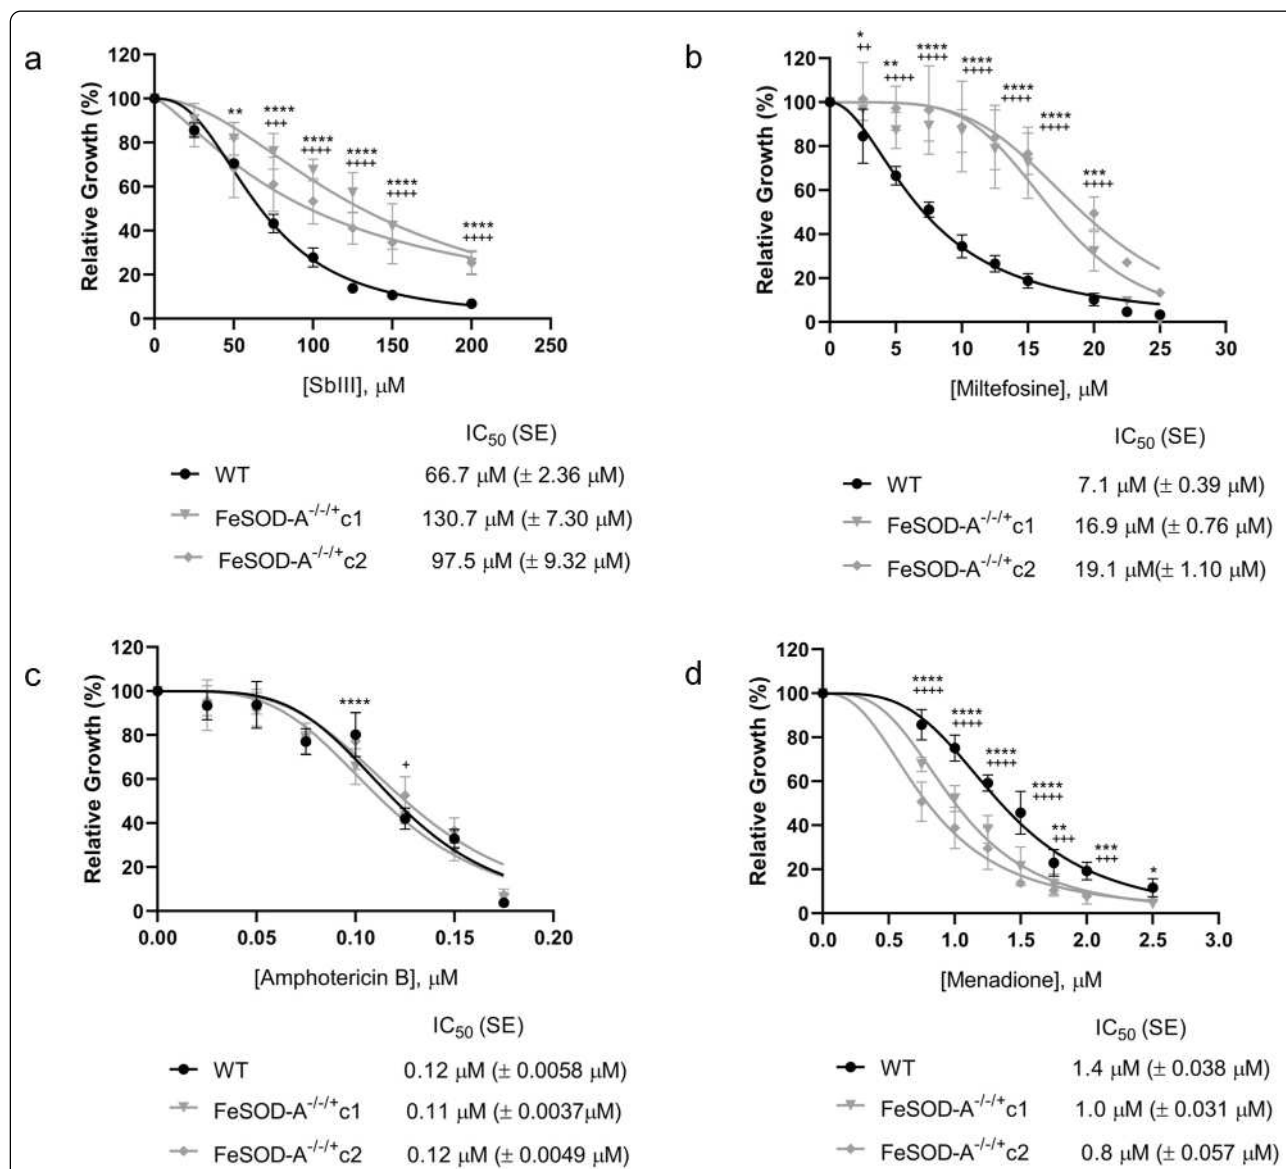 a
120
100
80
60
40
20
0
Relative Growth (%)
**
****
+++
****
++++
****
++++
****
++++
****
++++
0 50 100 150 200 250
[SbIII], μM
IC50 (SE)
WT 66.7 μM (± 2.36 μM)
FeSOD-A-/-/+c1 130.7 μM (± 7.30 μM)
FeSOD-A-/-/+c2 97.5 μM (± 9.32 μM)
b
120
100
80
60
40
20
0
Relative Growth (%)
*
++
**
++++
****
++++
****
++++
****
++++
****
++++
***
++++
0 5 10 15 20 25 30
[Miltefosine], μM
IC50 (SE)
WT 7.1 μM (± 0.39 μM)
FeSOD-A-/-/+c1 16.9 μM (± 0.76 μM)
FeSOD-A-/-/+c2 19.1 μM(± 1.10 μM)
c
120
100
80
60
40
20
0
Relative Growth (%)
****
+
0.00 0.05 0.10 0.15 0.20
[Amphotericin B], μM
IC50 (SE)
WT 0.12 μM (± 0.0058 μM)
FeSOD-A-/-/+c1 0.11 μM (± 0.0037μM)
FeSOD-A-/-/+c2 0.12 μM (± 0.0049 μM)
d
120
100
80
60
40
20
0
Relative Growth (%)
****
++++
****
++++
****
++++
****
++++
**
+++
***
+++
*
0.0 0.5 1.0 1.5 2.0 2.5 3.0
[Menadione], μM
IC50 (SE)
WT 1.4 μM (± 0.038 μM)
FeSOD-A-/-/+c1 1.0 μM (± 0.031 μM)
FeSOD-A-/-/+c2 0.8 μM (± 0.057 μM)